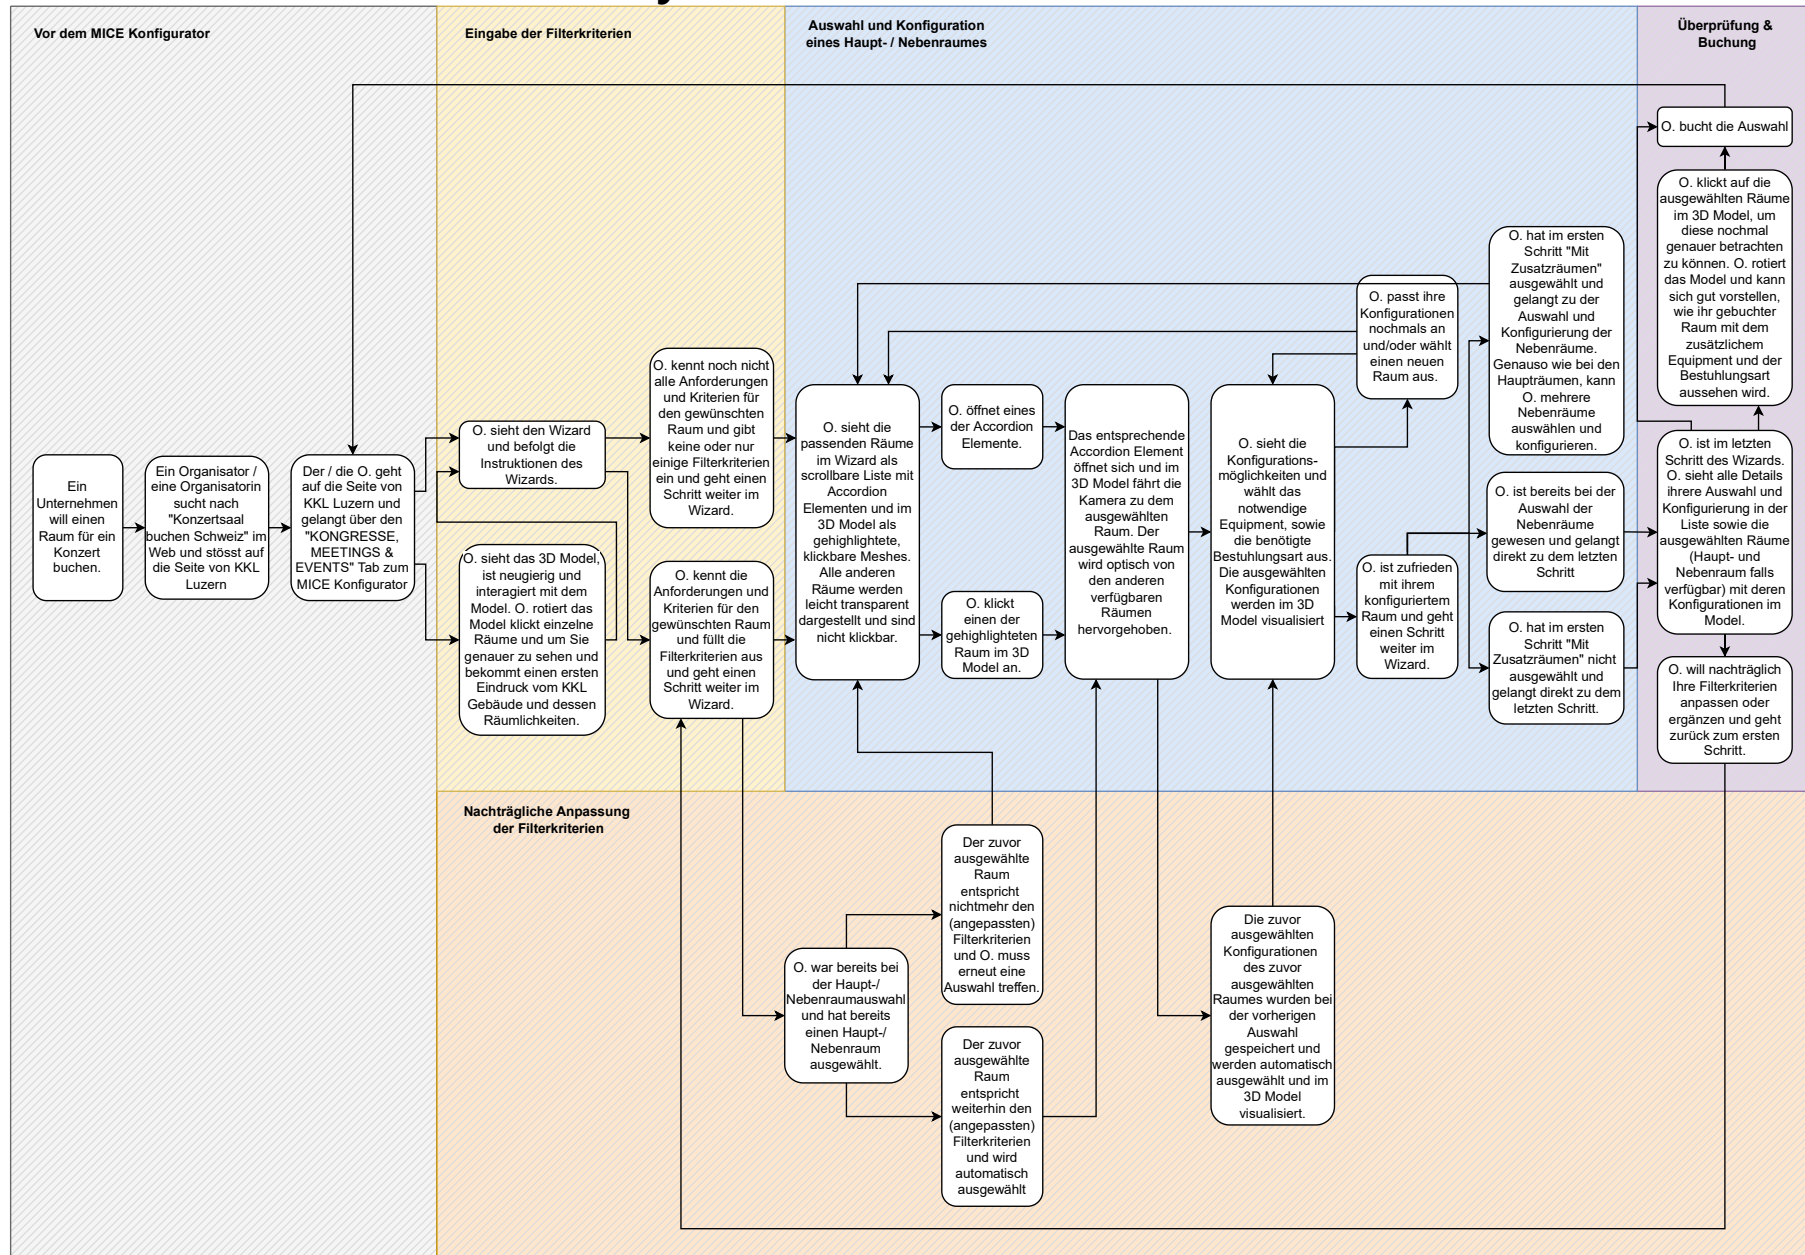 Vor dem MICE Konfigurator
Eingabe der Filterkriterien
Auswahl und Konfiguration
eines Haupt- / Nebenraumes
Überprüfung &
Buchung
Ein
Unternehmen
will einen
Raum für ein
Konzert
buchen.
Ein Organisator /
eine Organisatorin
sucht nach
"Konzertsaal
buchen Schweiz" im
Web und stösst auf
die Seite von KKL
Luzern
Der / die O. geht
auf die Seite von
KKL Luzern und
gelangt über den
"KONGRESSE,
MEETINGS &
EVENTS" Tab zum
MICE Konfigurator
O. sieht den Wizard
und befolgt die
Instruktionen des
Wizards.
O. sieht das 3D Model,
ist neugierig und
interagiert mit dem
Model. O. rotiert das
Model klickt einzelne
Räume und um Sie
genauer zu sehen und
bekommt einen ersten
Eindruck vom KKL
Gebäude und dessen
Räumlichkeiten.
O. kennt noch nicht
alle Anforderungen
und Kriterien für
den gewünschten
Raum und gibt
keine oder nur
einige Filterkriterien
ein und geht einen
Schritt weiter im
Wizard.
O. kennt die
Anforderungen und
Kriterien für den
gewünschten Raum
und füllt die
Filterkriterien aus
und geht einen
Schritt weiter im
Wizard.
O. sieht die
passenden Räume
im Wizard als
scrollbare Liste mit
Accordion
Elementen und im
3D Model als
gehighlightete,
klickbare Meshes.
Alle anderen
Räume werden
leicht transparent
dargestellt und sind
nicht klickbar.
O. öffnet eines
der Accordion
Elemente.
O. klickt
einen der
gehighlighteten
Raum im 3D
Model an.
Das entsprechende
Accordion Element
öffnet sich und im
3D Model fährt die
Kamera zu dem
ausgewählten
Raum. Der
ausgewählte Raum
wird optisch von
den anderen
verfügbaren
Räumen
hervorgehoben.
O. sieht die
Konfigurations-
möglichkeiten und
wählt das
notwendige
Equipment, sowie
die benötigte
Bestuhlungsart aus.
Die ausgewählten
Konfigurationen
werden im 3D
Model visualisiert
O. passt ihre
Konfigurationen
nochmals an
und/oder wählt
einen neuen
Raum aus.
O. ist zufrieden
mit ihrem
konfiguriertem
Raum und geht
einen Schritt
weiter im
Wizard.
O. hat im ersten
Schritt "Mit
Zusatzräumen"
ausgewählt und
gelangt zu der
Auswahl und
Konfigurierung der
Nebenräume.
Genauso wie bei den
Haupträumen, kann
O. mehrere
Nebenräume
auswählen und
konfigurieren.
O. ist bereits bei der
Auswahl der
Nebenräume
gewesen und gelangt
direkt zu dem letzten
Schritt
O. hat im ersten
Schritt "Mit
Zusatzräumen" nicht
ausgewählt und
gelangt direkt zu dem
letzten Schritt.
O. bucht die Auswahl
O. klickt auf die
ausgewählten Räume
im 3D Model, um
diese nochmal
genauer betrachten
zu können. O. rotiert
das Model und kann
sich gut vorstellen,
wie ihr gebuchter
Raum mit dem
zusätzlichem
Equipment und der
Bestuhlungsart
aussehen wird.
O. ist im letzten
Schritt des Wizards.
O. sieht alle Details
ihrere Auswahl und
Konfigurierung in der
Liste sowie die
ausgewählten Räume
(Haupt- und
Nebenraum falls
verfügbar) mit deren
Konfigurationen im
Model.
O. will nachträglich
Ihre Filterkriterien
anpassen oder
ergänzen und geht
zurück zum ersten
Schritt.
Nachträgliche Anpassung
der Filterkriterien
O. war bereits bei
der Haupt-/
Nebenraumauswahl
und hat bereits
einen Haupt-/
Nebenraum
ausgewählt.
Der zuvor
ausgewählte
Raum
entspricht
nichtmehr den
(angepassten)
Filterkriterien
und O. muss
erneut eine
Auswahl treffen.
Der zuvor
ausgewählte
Raum
entspricht
weiterhin den
(angepassten)
Filterkriterien
und wird
automatisch
ausgewählt
Die zuvor
ausgewählten
Konfigurationen
des zuvor
ausgewählten
Raumes wurden bei
der vorherigen
Auswahl
gespeichert und
werden automatisch
ausgewählt und im
3D Model
visualisiert.